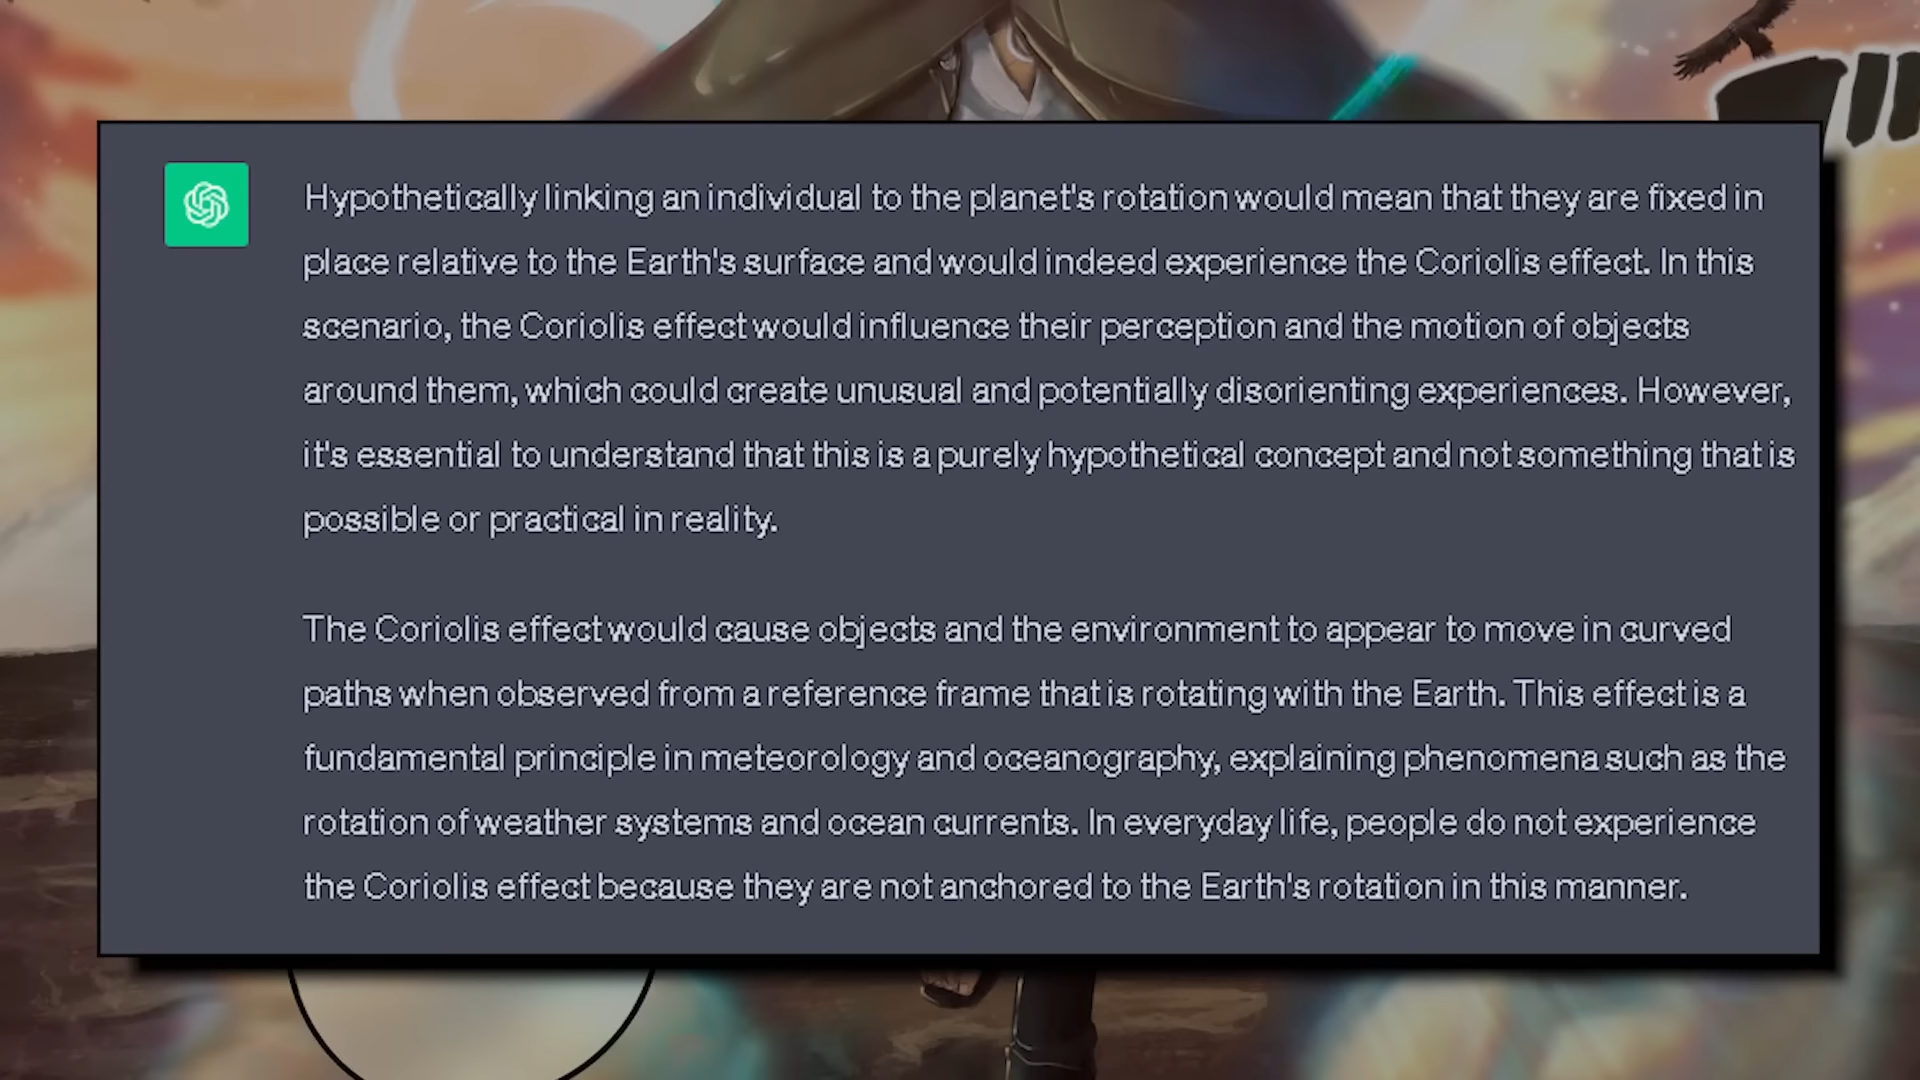 Hypothetically linking an individual to the planet's rotation would mean that they are fixed in
place relative to the Earth's surface and would indeed experience the Coriolis effect. In this
scenario, the Coriolis effect would influence their perception and the motion of objects
around them, which could create unusual and potentially disorienting experiences. However,
it's essential to understand that this is a purely hypothetical concept and not something that is
possible or practical in reality.
The Coriolis effect would cause objects and the environment to appear to move in curved
paths when observed from a reference frame that is rotating with the Earth. This effect is a
fundamental principle in meteorology and oceanography, explaining phenomena such as the
rotation of weather systems and ocean currents. In everyday life, people do not experience
the Coriolis effect because they are not anchored to the Earth's rotation in this manner.